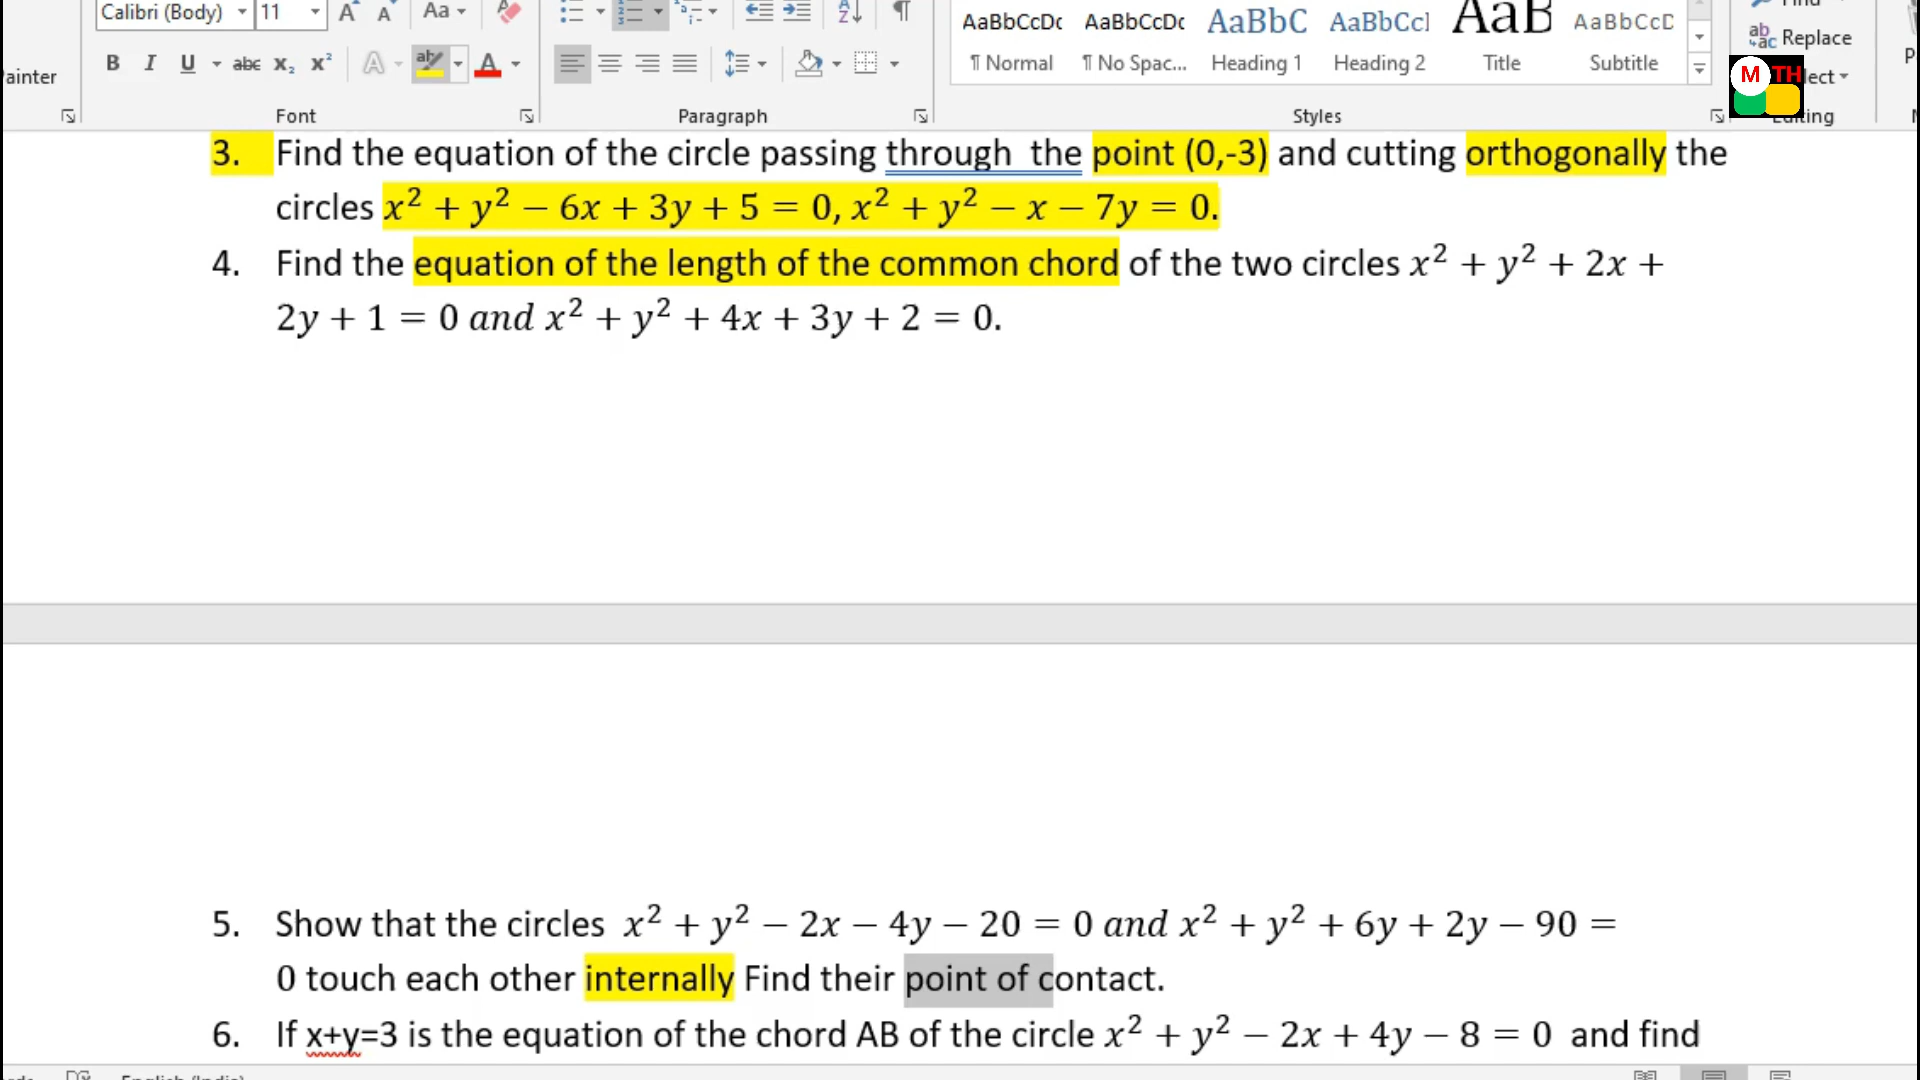 Calibri (Body) 11 A A Aa
AaBbCcDc AaBbCcDc AaBbC AaBbCcl AaB AaBbCcD
Replace
ainter B I U abc x₂ x² A ab A ¶ Normal ¶ No Spac... Heading 1 Heading 2 Title Subtitle lect
M TH
Font Paragraph Styles Editing
3. Find the equation of the circle passing through the point (0,-3) and cutting orthogonally the
circles x² + y² − 6x + 3y + 5 = 0, x² + y² − x − 7y = 0.
4. Find the equation of the length of the common chord of the two circles x² + y² + 2x +
2y + 1 = 0 and x² + y² + 4x + 3y + 2 = 0.
5. Show that the circles x² + y² − 2x − 4y − 20 = 0 and x² + y² + 6y + 2y − 90 =
0 touch each other internally Find their point of contact.
6. If x+y=3 is the equation of the chord AB of the circle x² + y² − 2x + 4y − 8 = 0 and find